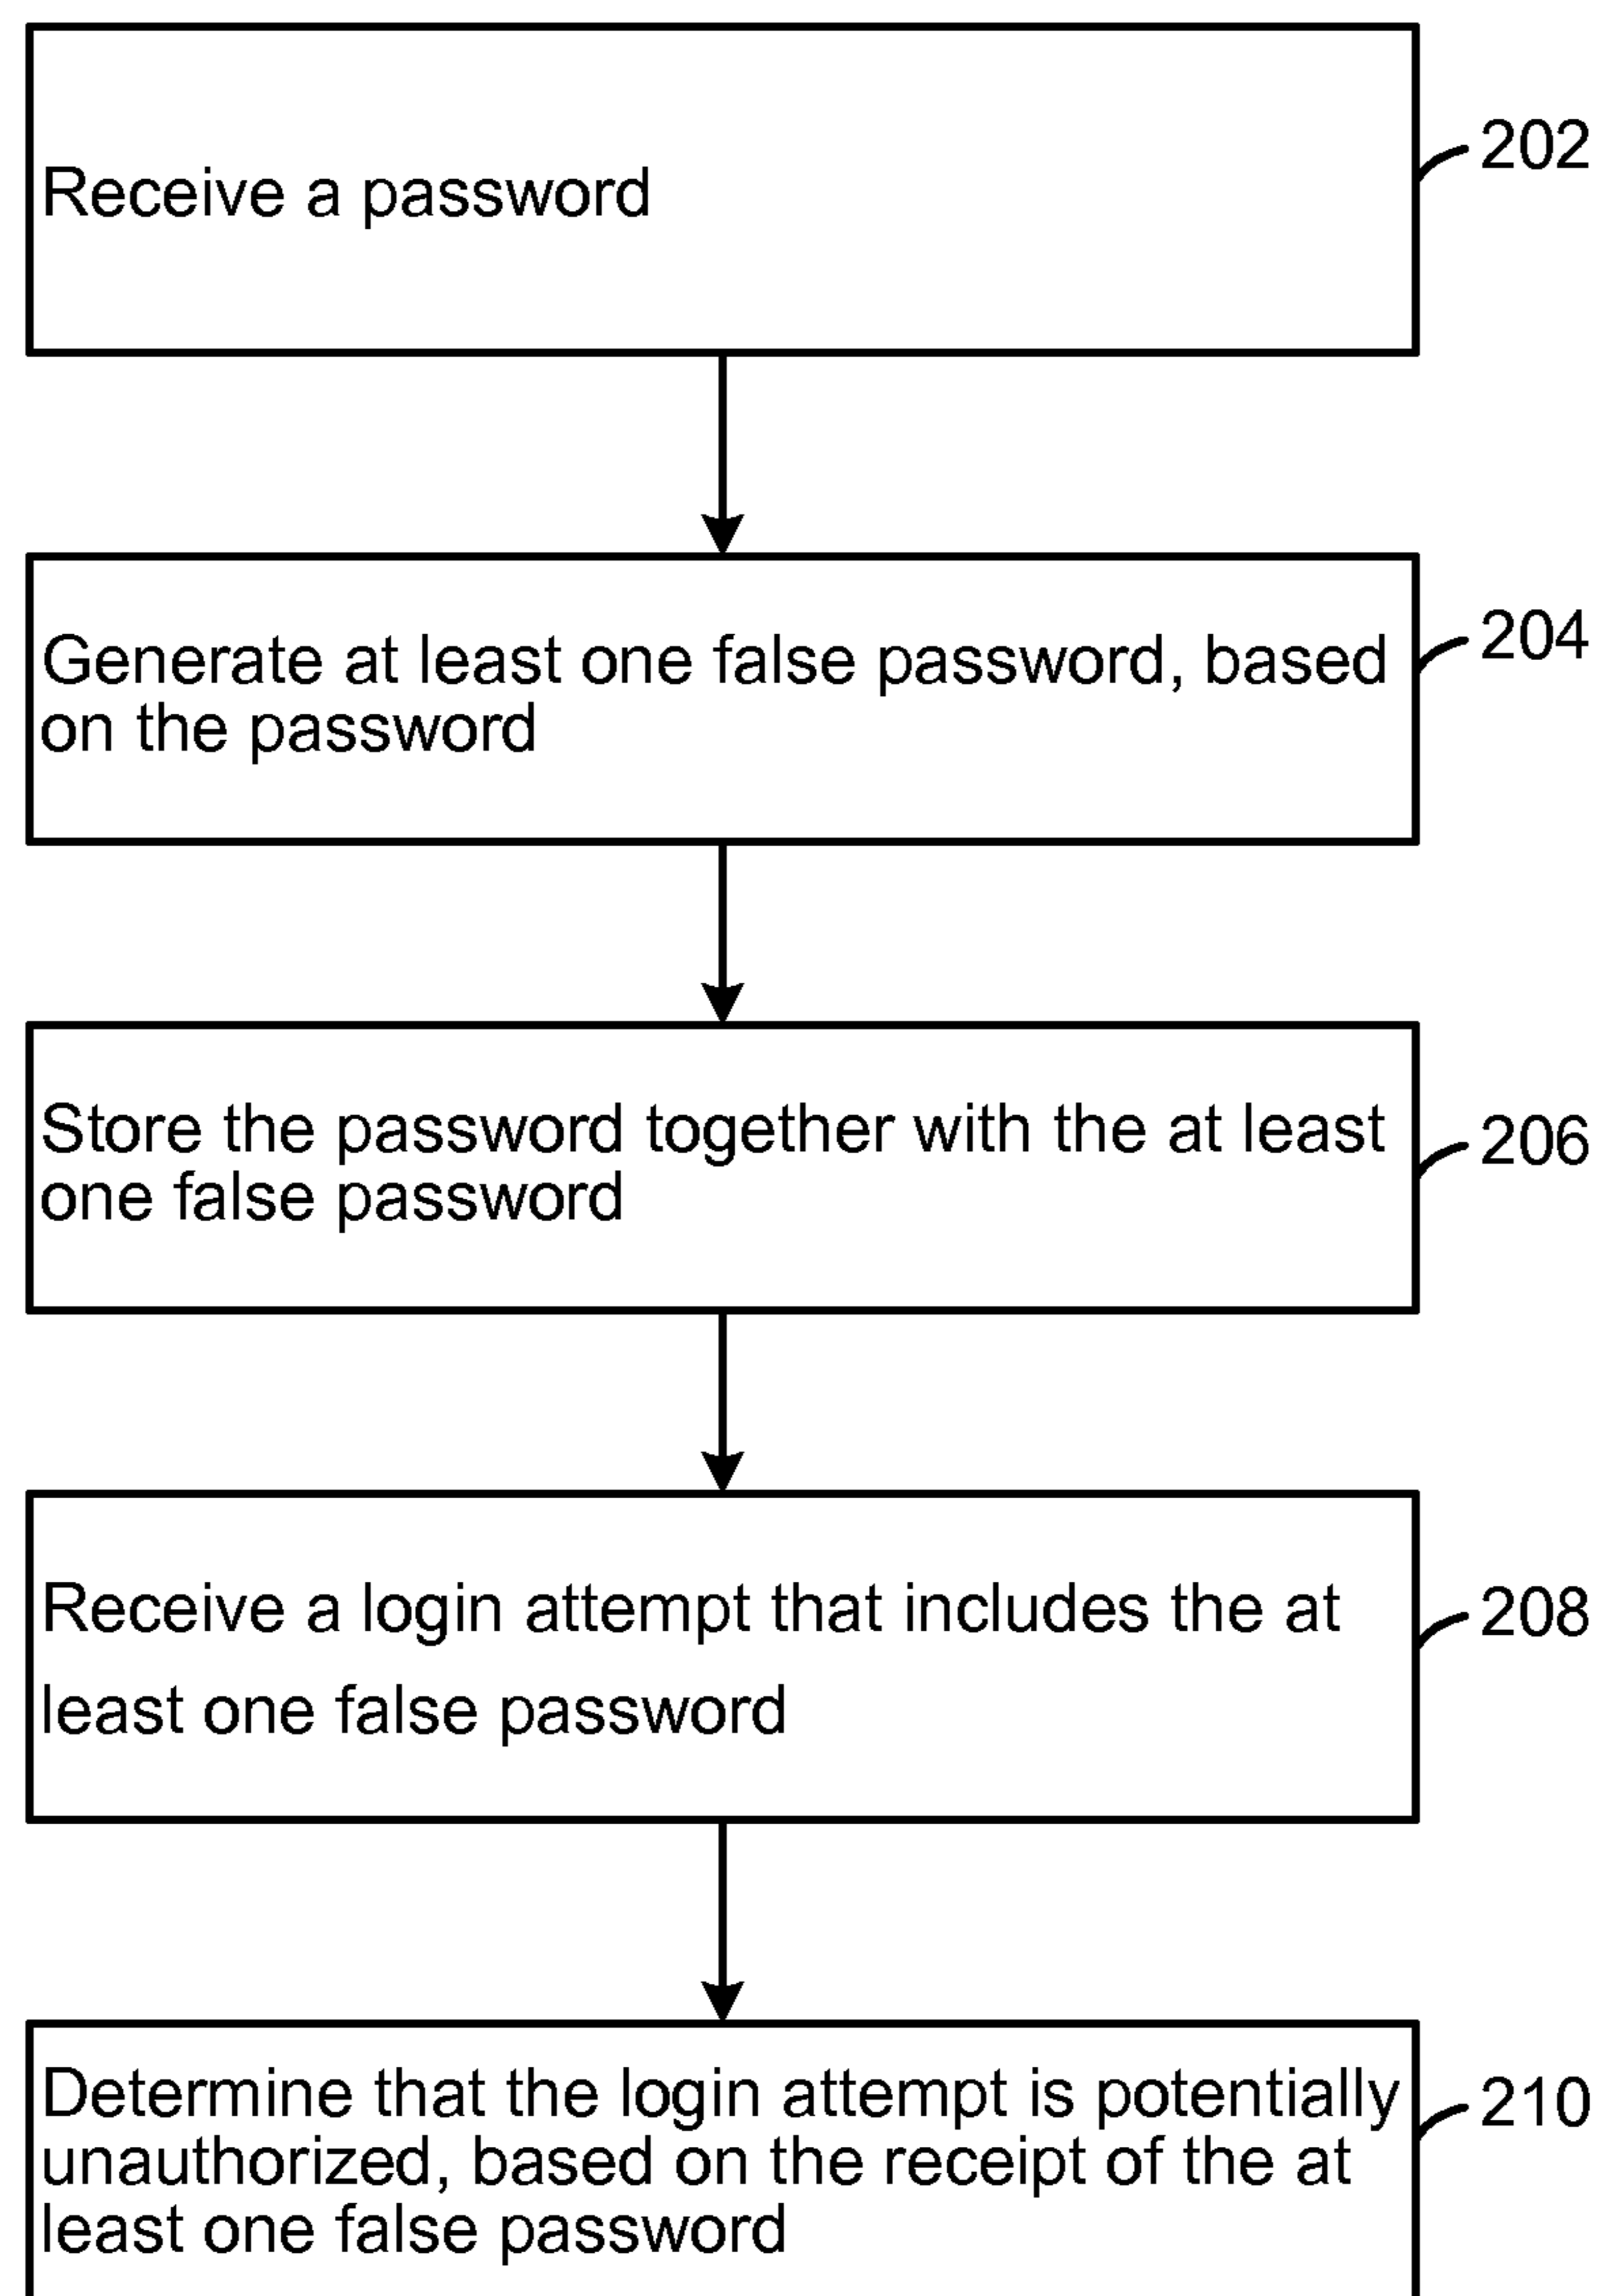 Receive a password
202
Generate at least one false password, based
on the password
204
Store the password together with the at least
one false password
206
Receive a login attempt that includes the at
least one false password
208
Determine that the login attempt is potentially
unauthorized, based on the receipt of the at
least one false password
210